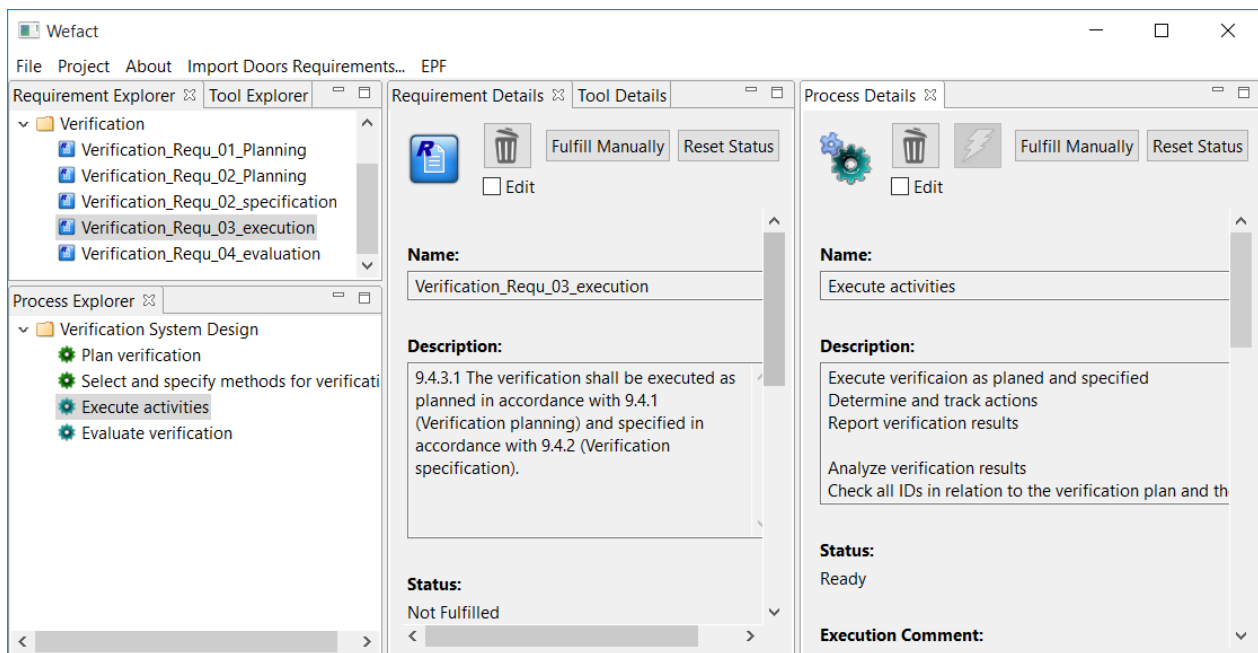 Wefact
File Project About Import Doors Requirements... EPF
Requirement Explorer Tool Explorer
Verification
Verification_Requ_01_Planning
Verification_Requ_02_Planning
Verification_Requ_02_specification
Verification_Requ_03_execution
Verification_Requ_04_evaluation
Process Explorer
Verification System Design
Plan verification
Select and specify methods for verificati
Execute activities
Evaluate verification
Requirement Details Tool Details
R
Fulfill Manually Reset Status
Edit
Name:
Verification_Requ_03_execution
Description:
9.4.3.1 The verification shall be executed as
planned in accordance with 9.4.1
(Verification planning) and specified in
accordance with 9.4.2 (Verification
specification).
Status:
Not Fulfilled
Process Details
Fulfill Manually Reset Status
Edit
Name:
Execute activities
Description:
Execute verificaion as planed and specified
Determine and track actions
Report verification results
Analyze verification results
Check all IDs in relation to the verification plan and th
Status:
Ready
Execution Comment: